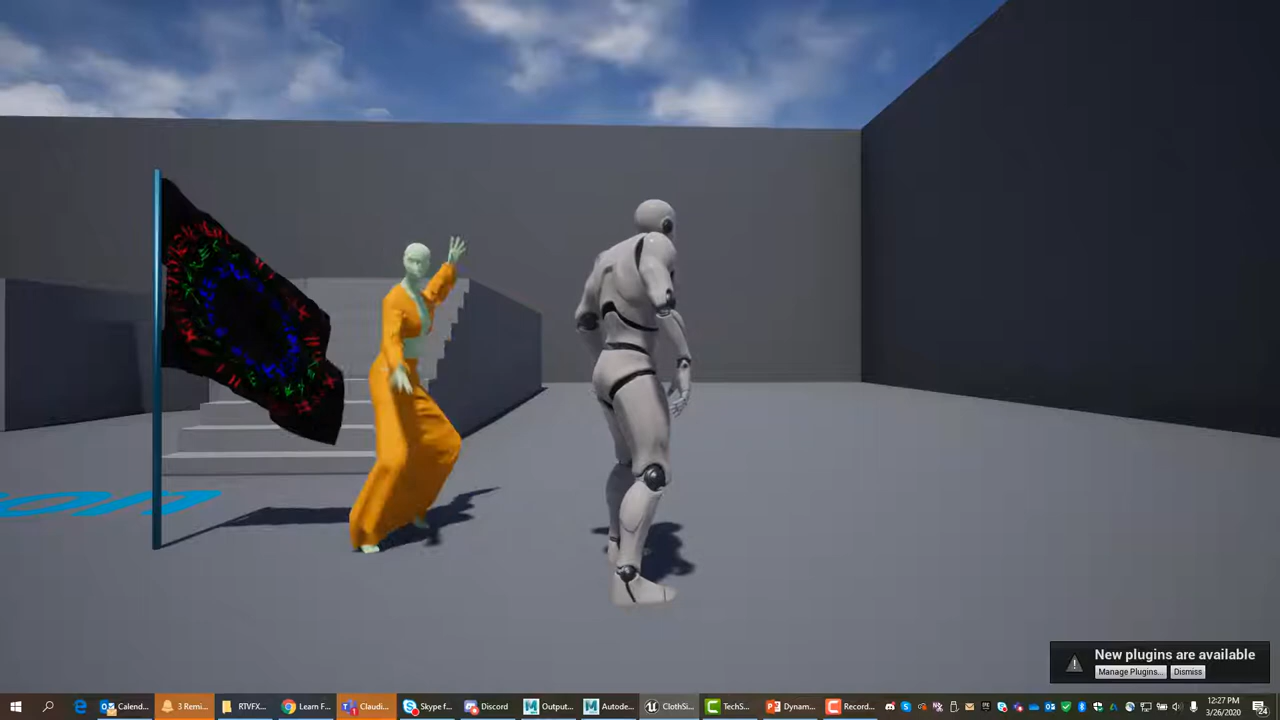 on
New plugins are available
Manage Plugins...
Dismiss
Calend...
3 Remi...
RTVFX...
Learn F...
Claudi...
Skype f...
Discord
Output...
Autode...
ClothSi...
TechS...
Dynam...
Record...
12:27 PM
3/26/2020